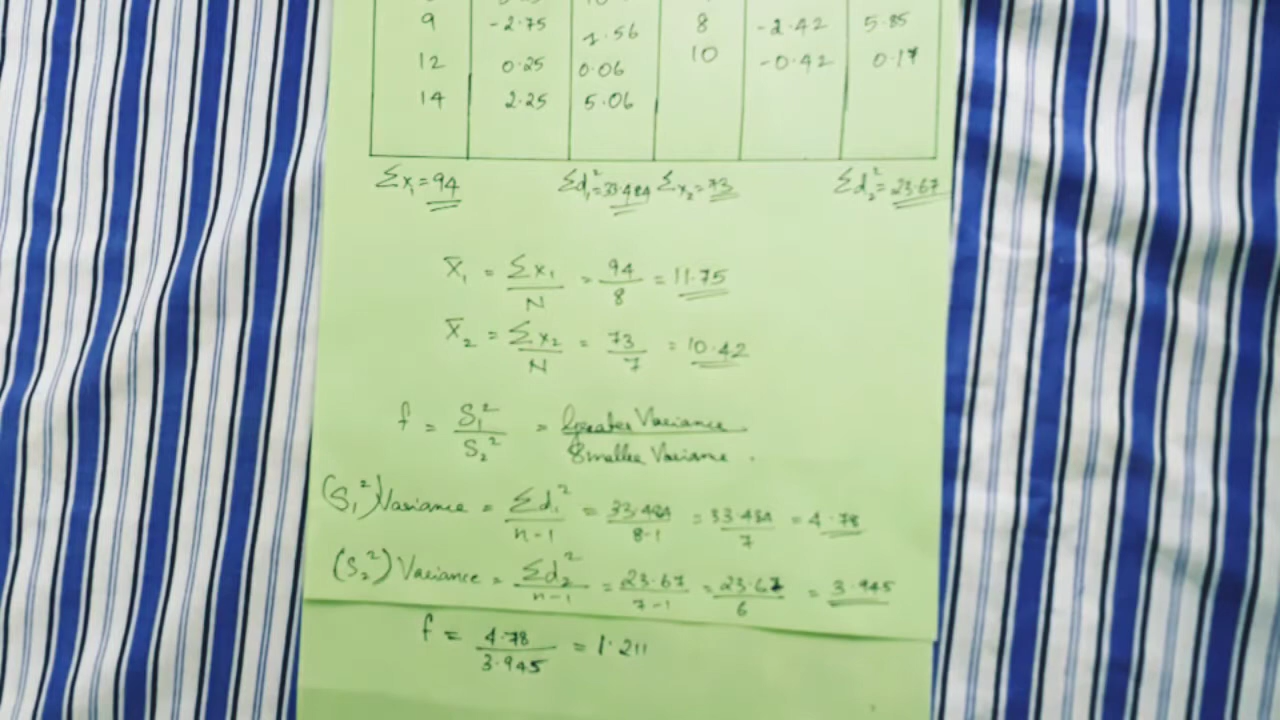 9 -2.75 7.56 8 -2.42 5.85
12 0.25 0.06 10 -0.42 0.17
14 2.25 5.06
Σx₁=94 Σd₁²=33.484 Σx₂=73 Σd₂²=23.67
X̄₁ = Σx₁/N = 94/8 = 11.75
X̄₂ = Σx₂/N = 73/7 = 10.42
f = S₁²/S₂² = Greater Variance / Smaller Variance.
(S₁²) Variance = Σd₁²/n-1 = 33.484/8-1 = 33.484/7 = 4.78
(S₂²) Variance = Σd₂²/n-1 = 23.67/7-1 = 23.67/6 = 3.945
f = 4.78/3.945 = 1.211